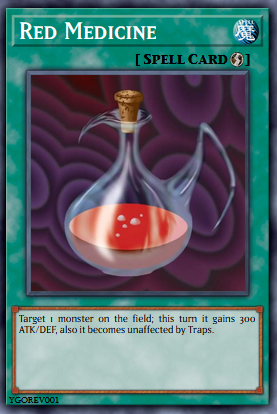 Red Medicine
[ Spell Card ]
Target 1 monster on the field; this turn it gains 300
ATK/DEF, also it becomes unaffected by Traps.
YGOREV001